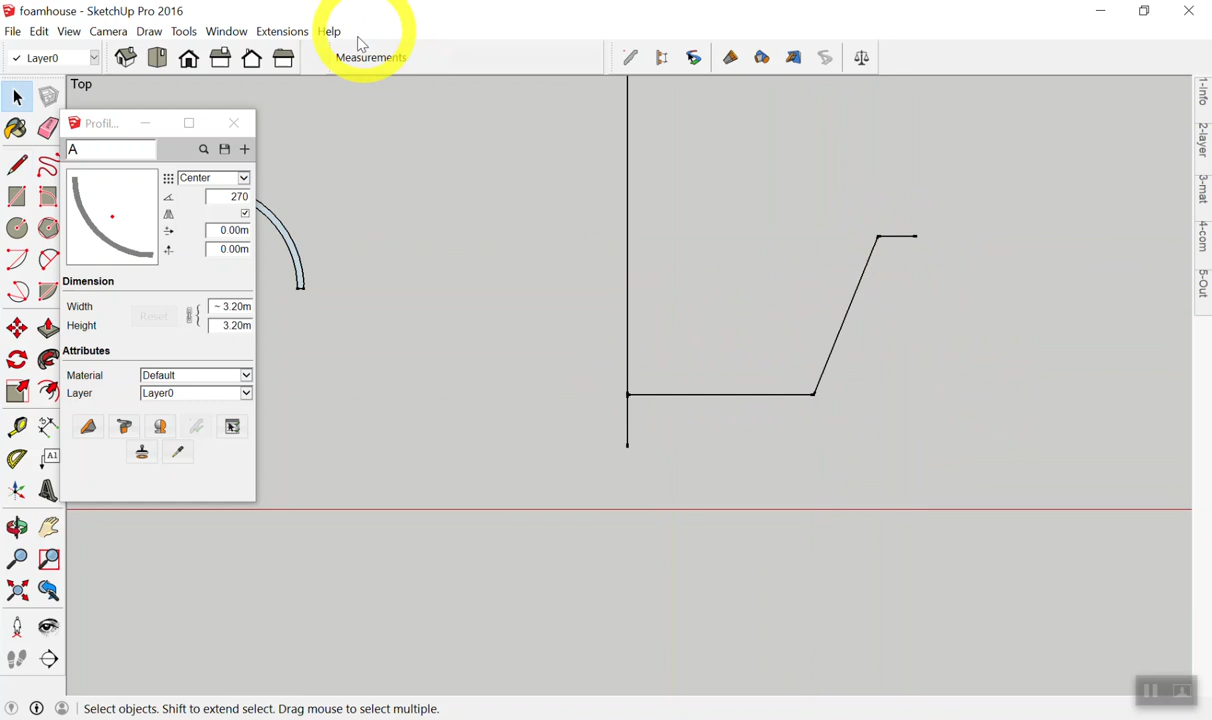 foamhouse - SketchUp Pro 2016
File Edit View Camera Draw Tools Window Extensions Help
Layer0
Measurements
Top
Profil...
A
Center
270
0.00m
0.00m
Dimension
Width ~ 3.20m
Reset
Height 3.20m
Attributes
Material Default
Layer Layer0
A1
1-Info
2-layer
3-mat
4-com
5-Out
Select objects. Shift to extend select. Drag mouse to select multiple.